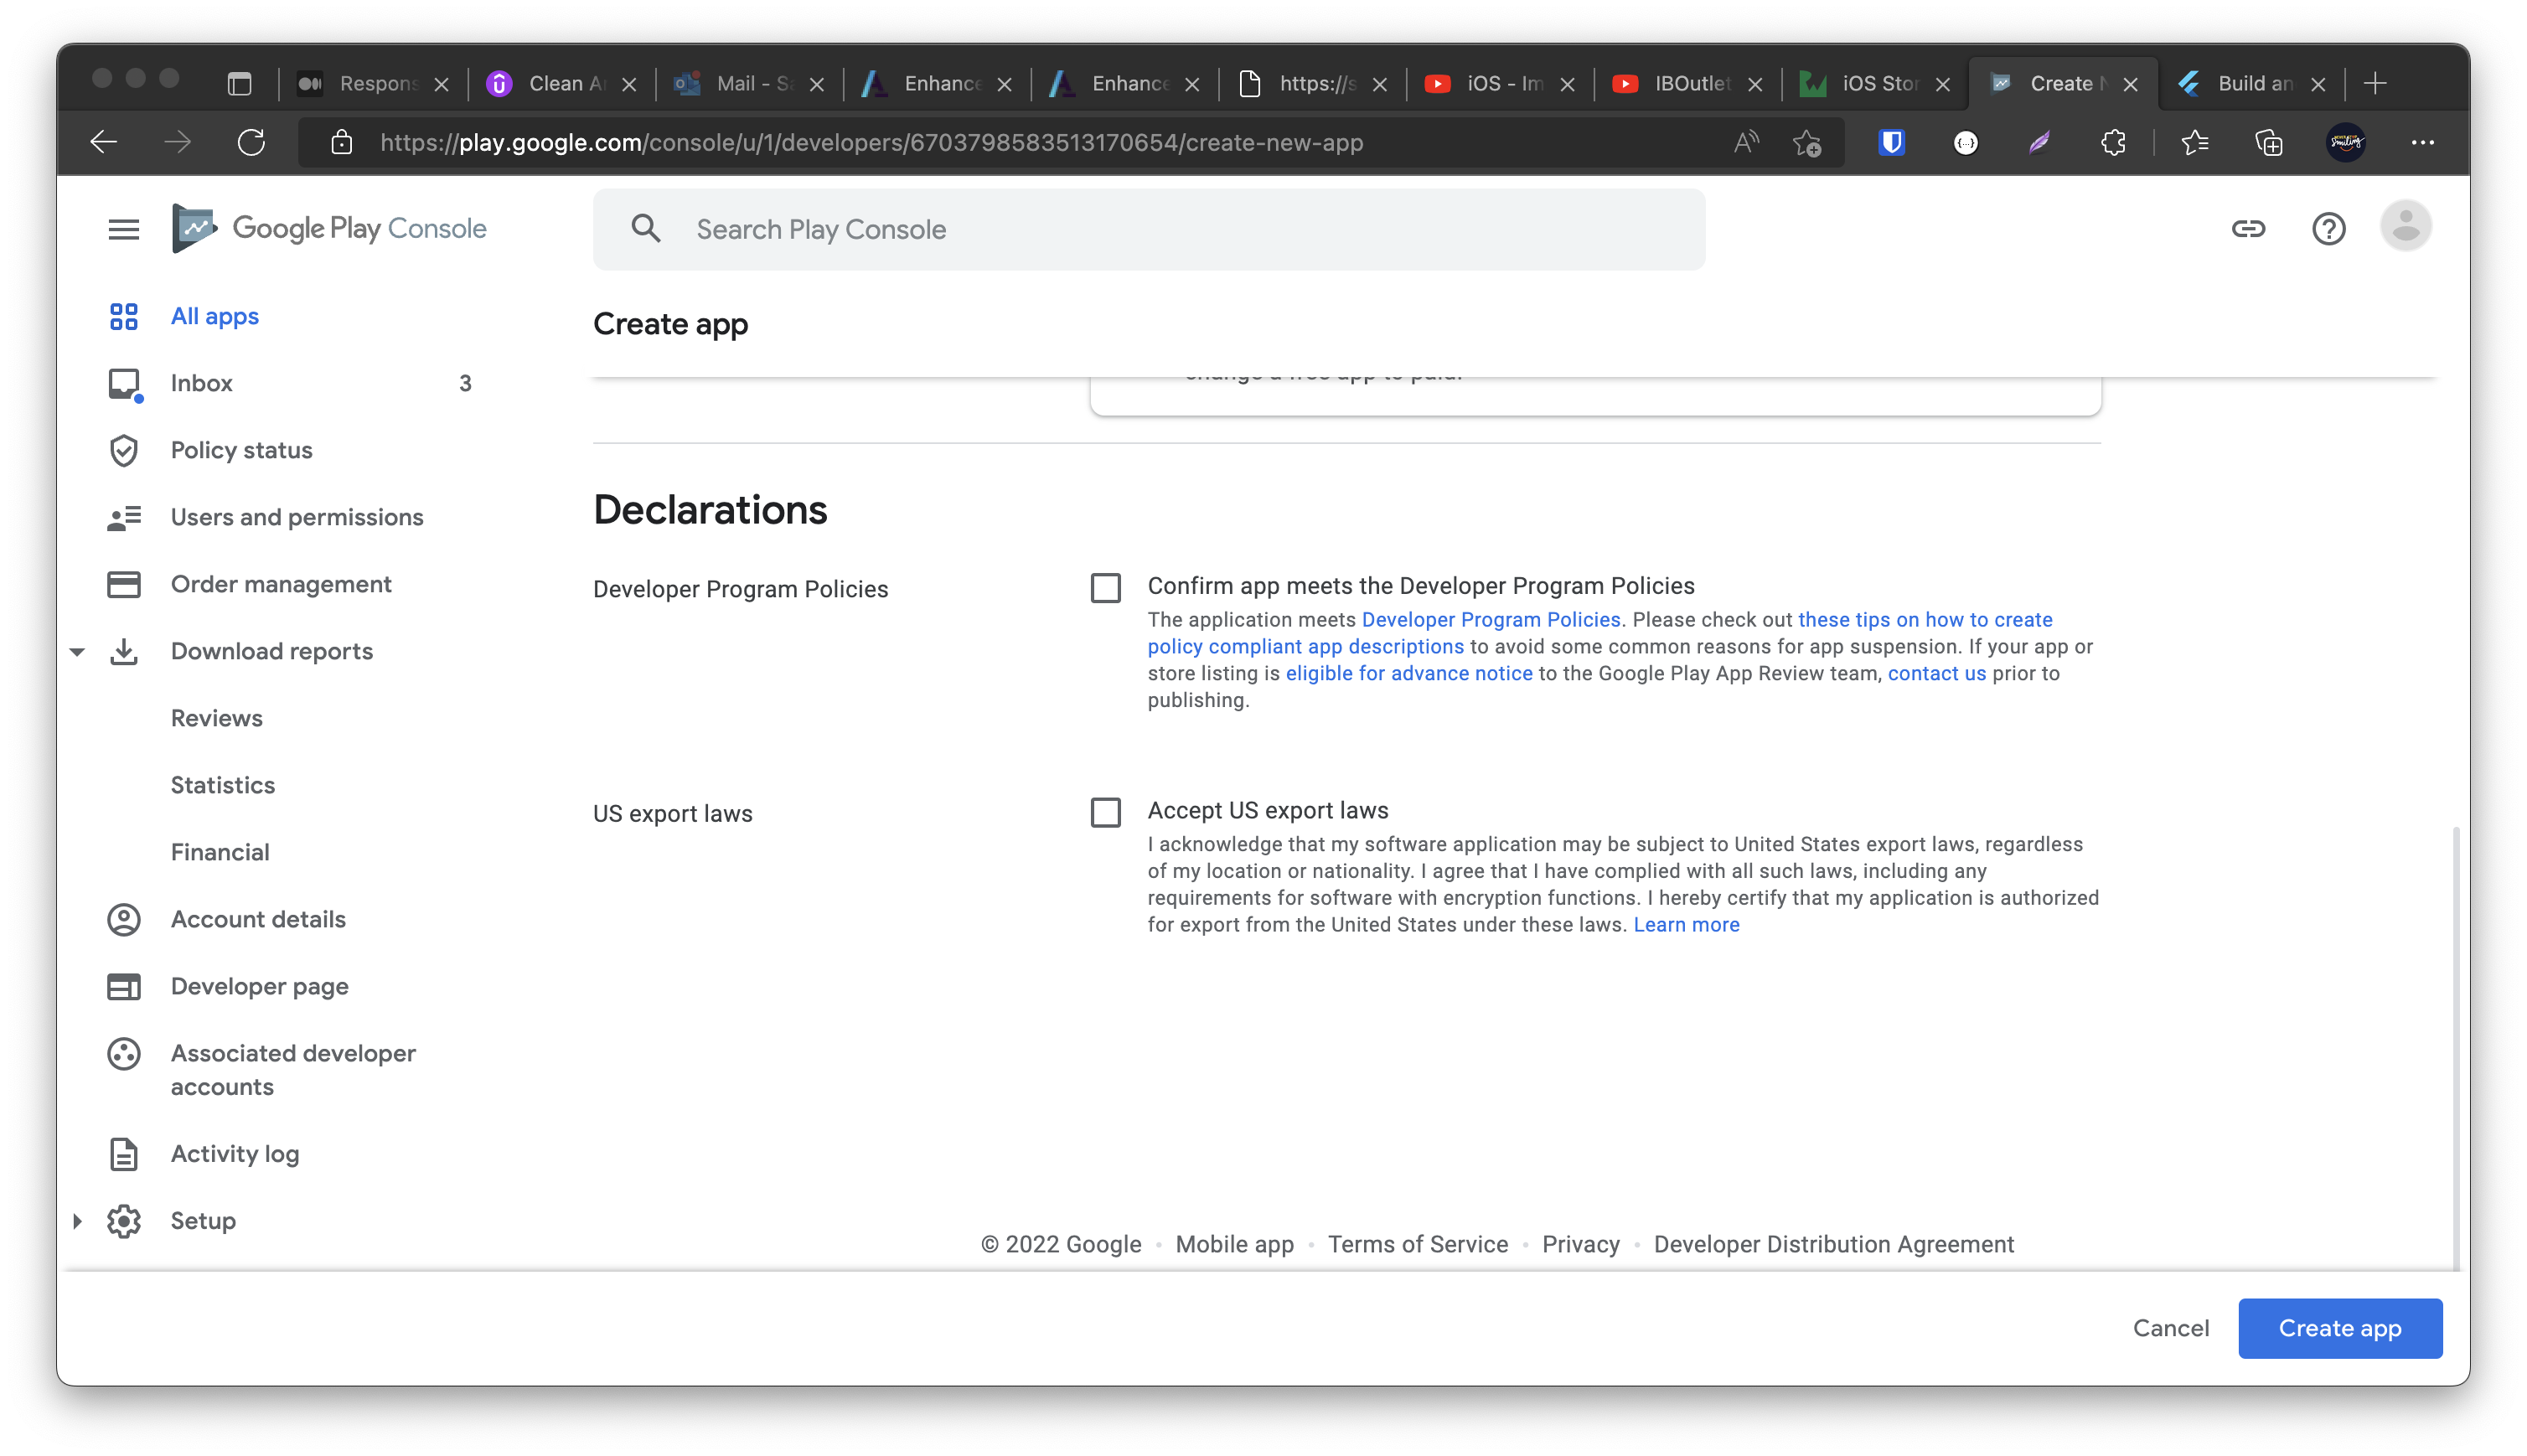 Respons
Clean A
Mail - S
Enhance
Enhance
https://s
iOS - Im
IBOutlet
iOS Stor
Create N
Build an
https://play.google.com/console/u/1/developers/6703798583513170654/create-new-app
Google Play Console
Search Play Console
All apps
Inbox
3
Policy status
Users and permissions
Order management
Download reports
Reviews
Statistics
Financial
Account details
Developer page
Associated developer
accounts
Activity log
Setup
Create app
change a free app to paid.
Declarations
Developer Program Policies
Confirm app meets the Developer Program Policies
The application meets Developer Program Policies. Please check out these tips on how to create
policy compliant app descriptions to avoid some common reasons for app suspension. If your app or
store listing is eligible for advance notice to the Google Play App Review team, contact us prior to
publishing.
US export laws
Accept US export laws
I acknowledge that my software application may be subject to United States export laws, regardless
of my location or nationality. I agree that I have complied with all such laws, including any
requirements for software with encryption functions. I hereby certify that my application is authorized
for export from the United States under these laws. Learn more
© 2022 Google • Mobile app • Terms of Service • Privacy • Developer Distribution Agreement
Cancel
Create app